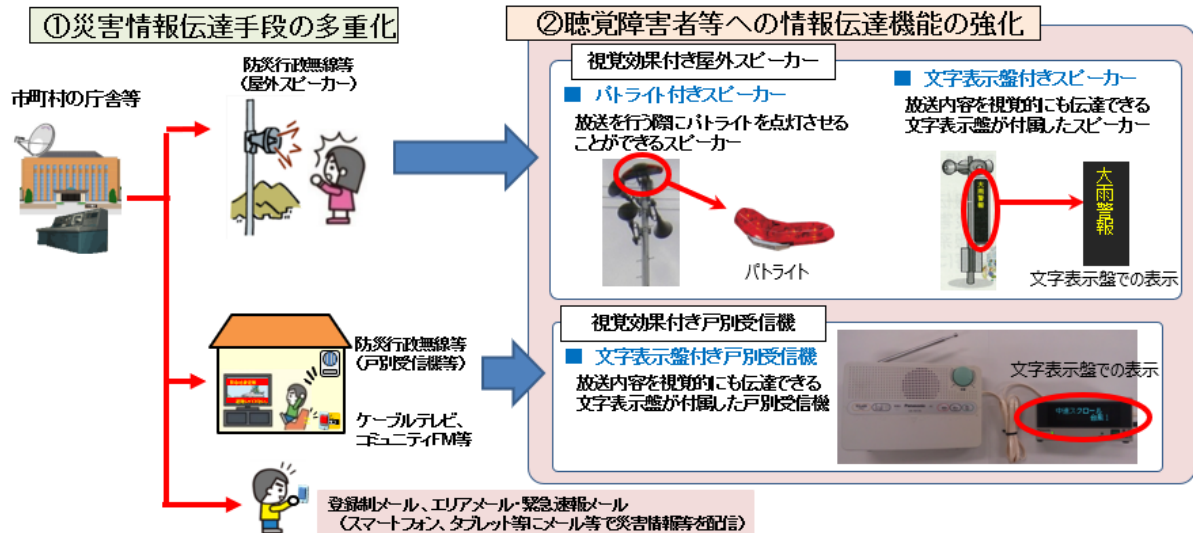 ①災害情報伝達手段の多重化
市町村の庁舎等
防災行政無線等
（屋外スピーカー）
防災行政無線等
（戸別受信機等）
ケーブルテレビ、
コミュニティFM等
登録制メール、エリアメール・緊急速報メール
（スマートフォン、タブレット等にメール等で災害情報等を配信）
②聴覚障害者等への情報伝達機能の強化
視覚効果付き屋外スピーカー
■ パトライト付きスピーカー
放送を行う際にパトライトを点灯させる
ことができるスピーカー
パトライト
■ 文字表示盤付きスピーカー
放送内容を視覚的にも伝達できる
文字表示盤が付属したスピーカー
大雨警報
大雨警報
文字表示盤での表示
視覚効果付き戸別受信機
■ 文字表示盤付き戸別受信機
放送内容を視覚的にも伝達できる
文字表示盤が付属した戸別受信機
文字表示盤での表示
Panasonic